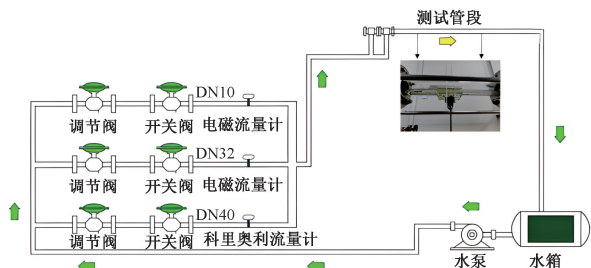 测试管段
DN10
调节阀 开关阀 电磁流量计
DN32
调节阀 开关阀 电磁流量计
DN40
调节阀 开关阀 科里奥利流量计
水泵 水箱